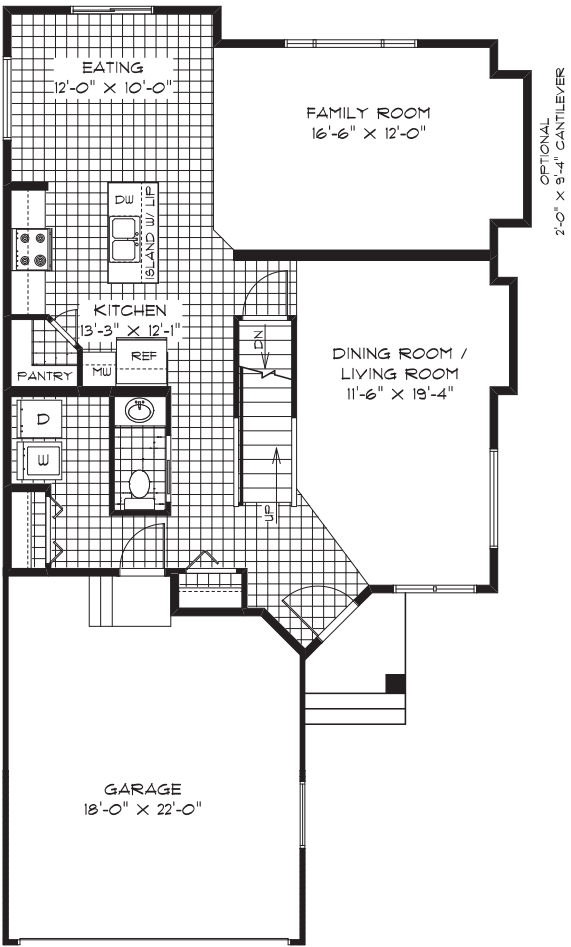 EATING
12'-0" X 10'-0"
FAMILY ROOM
16'-6" X 12'-0"
OPTIONAL
2'-0" X 9'-4" CANTILEVER
DW
ISLAND W/ LIP
KITCHEN
13'-3" X 12'-1"
REF
MW
PANTRY
DN
DINING ROOM /
LIVING ROOM
11'-6" X 19'-4"
D
W
UP
GARAGE
18'-0" X 22'-0"